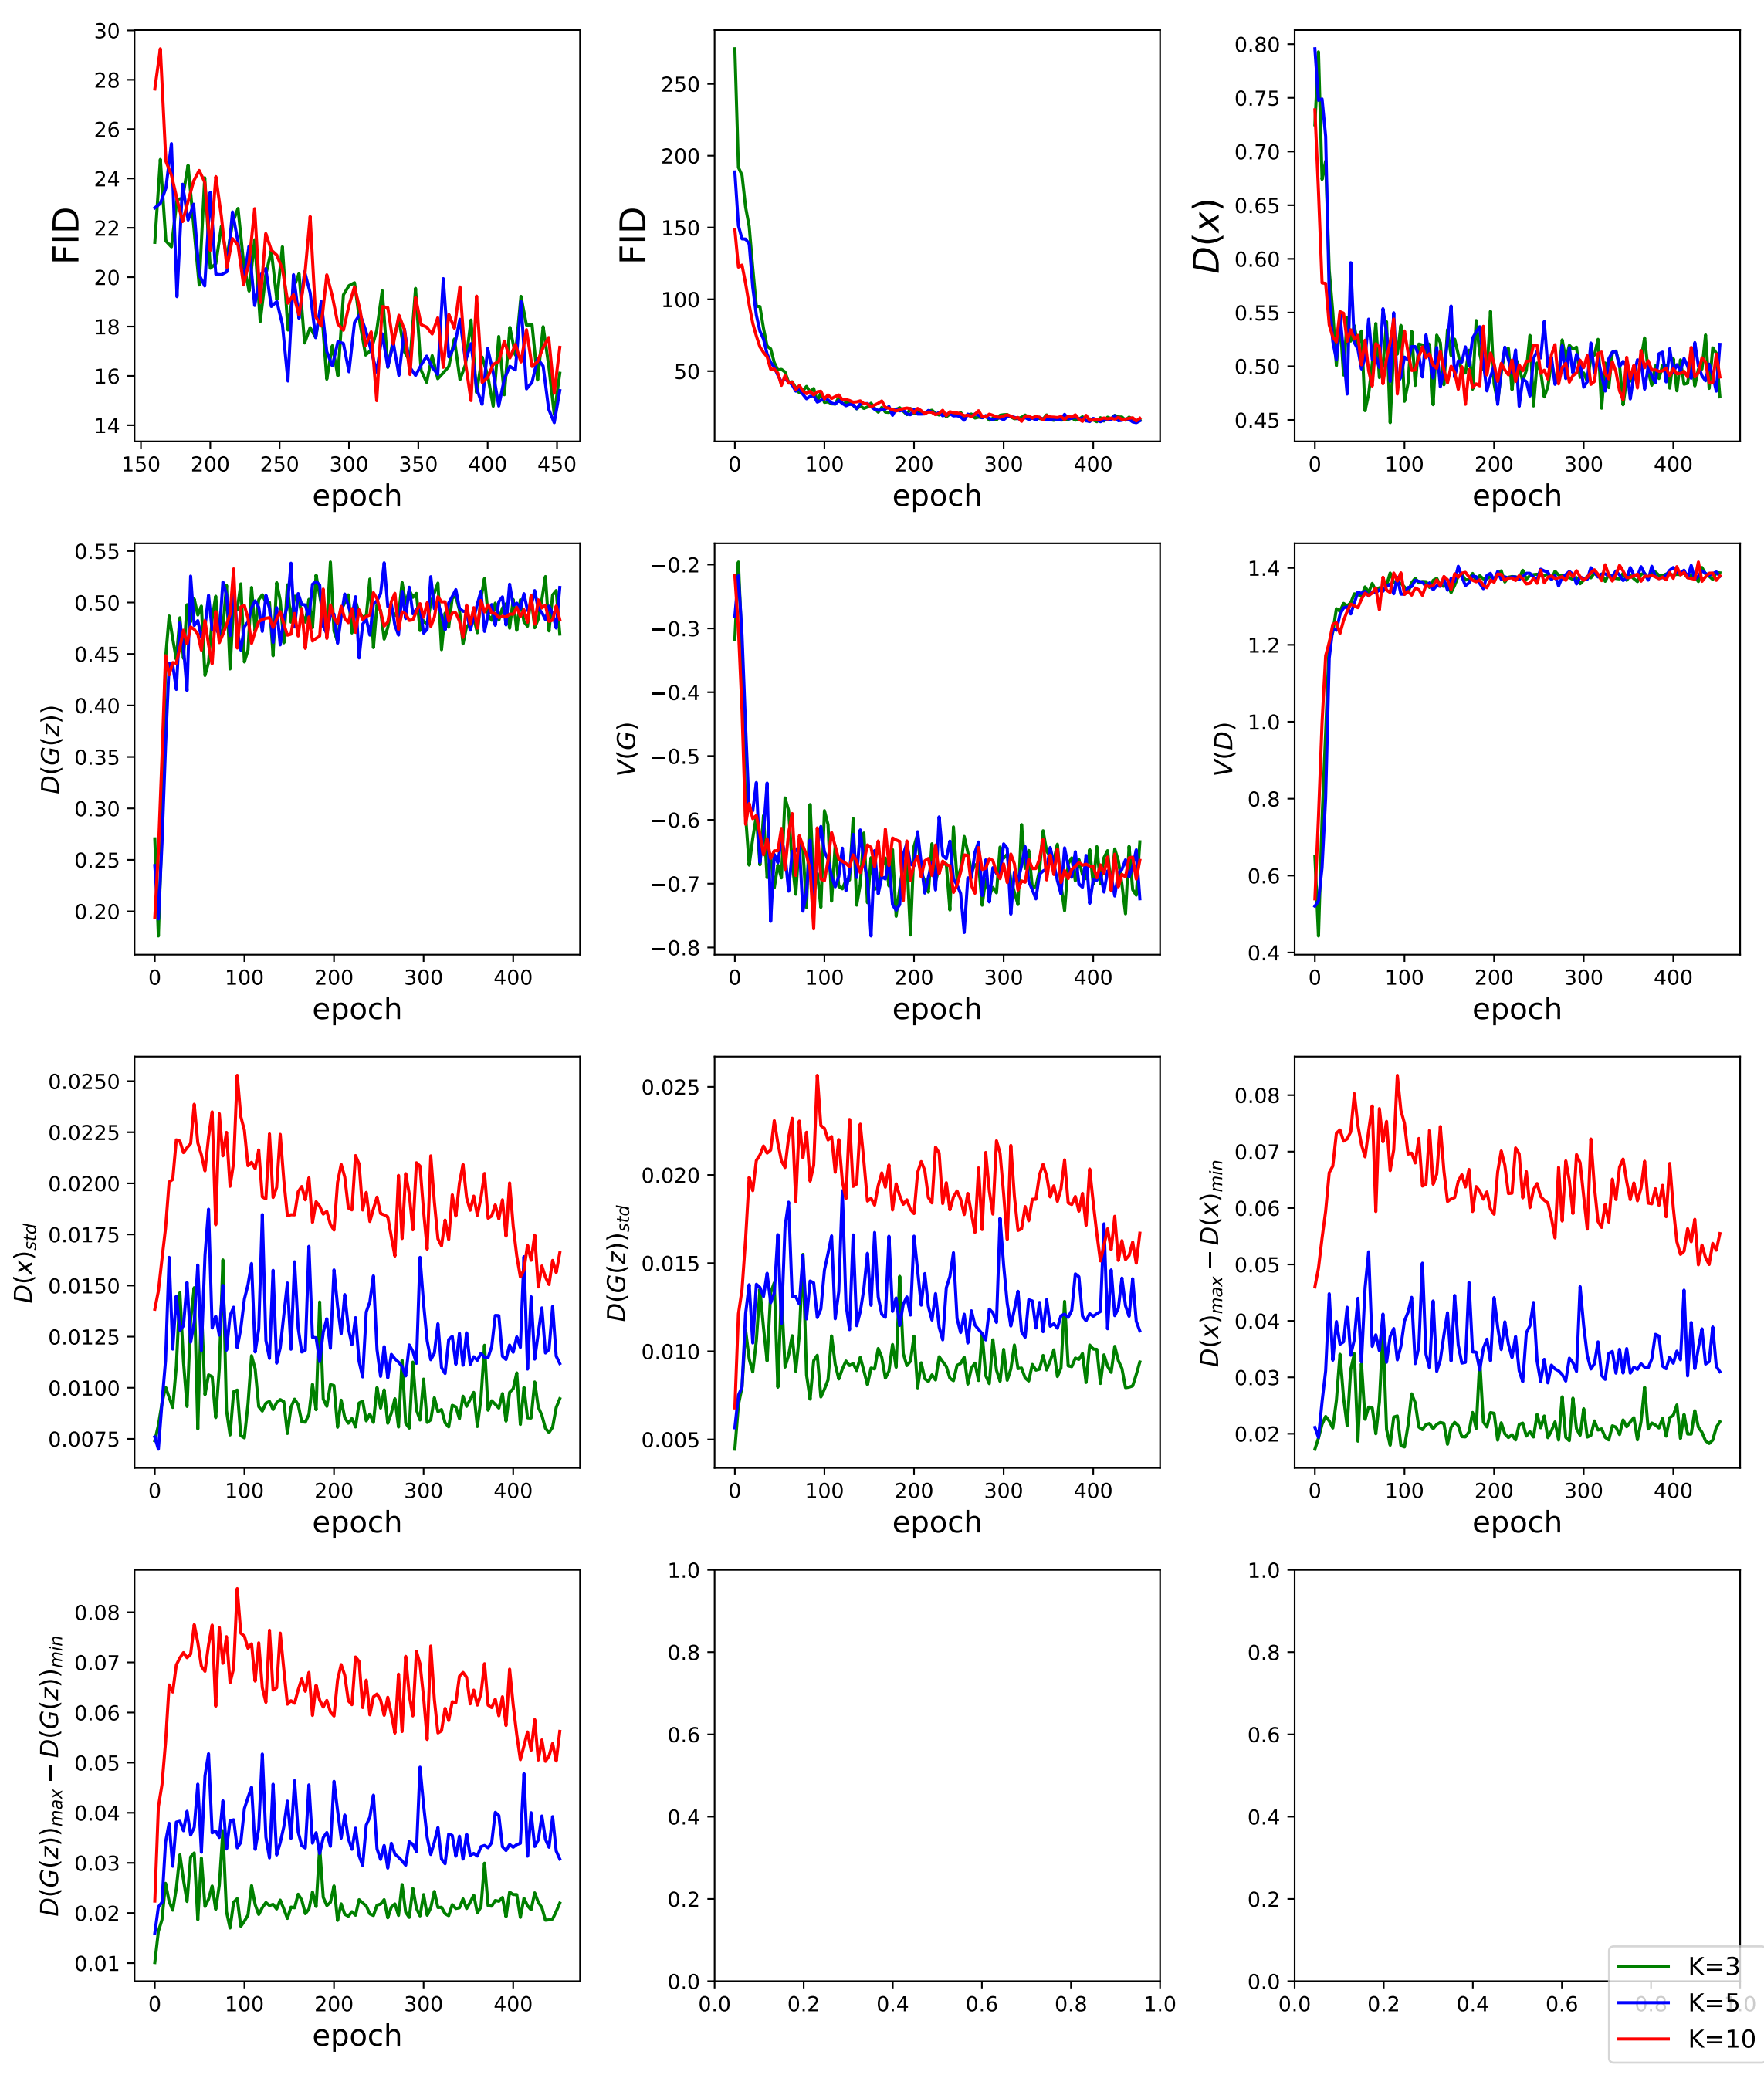 30
28
26
24
22
20
18
16
14
FID
150 200 250 300 350 400 450
epoch
250
200
150
100
50
FID
0 100 200 300 400
epoch
0.80
0.75
0.70
0.65
0.60
0.55
0.50
0.45
D(x)
0 100 200 300 400
epoch
0.55
0.50
0.45
0.40
0.35
0.30
0.25
0.20
D(G(z))
0 100 200 300 400
epoch
−0.2
−0.3
−0.4
−0.5
−0.6
−0.7
−0.8
V(G)
0 100 200 300 400
epoch
1.4
1.2
1.0
0.8
0.6
0.4
V(D)
0 100 200 300 400
epoch
0.0250
0.0225
0.0200
0.0175
0.0150
0.0125
0.0100
0.0075
D(x)std
0 100 200 300 400
epoch
0.025
0.020
0.015
0.010
0.005
D(G(z))std
0 100 200 300 400
epoch
0.08
0.07
0.06
0.05
0.04
0.03
0.02
D(x)max − D(x)min
0 100 200 300 400
epoch
0.08
0.07
0.06
0.05
0.04
0.03
0.02
0.01
D(G(z))max − D(G(z))min
0 100 200 300 400
epoch
1.0
0.8
0.6
0.4
0.2
0.0
0.0 0.2 0.4 0.6 0.8 1.0
1.0
0.8
0.6
0.4
0.2
0.0
0.0 0.2 0.4 0.6 0.8 1.0
K=3
K=5
K=10